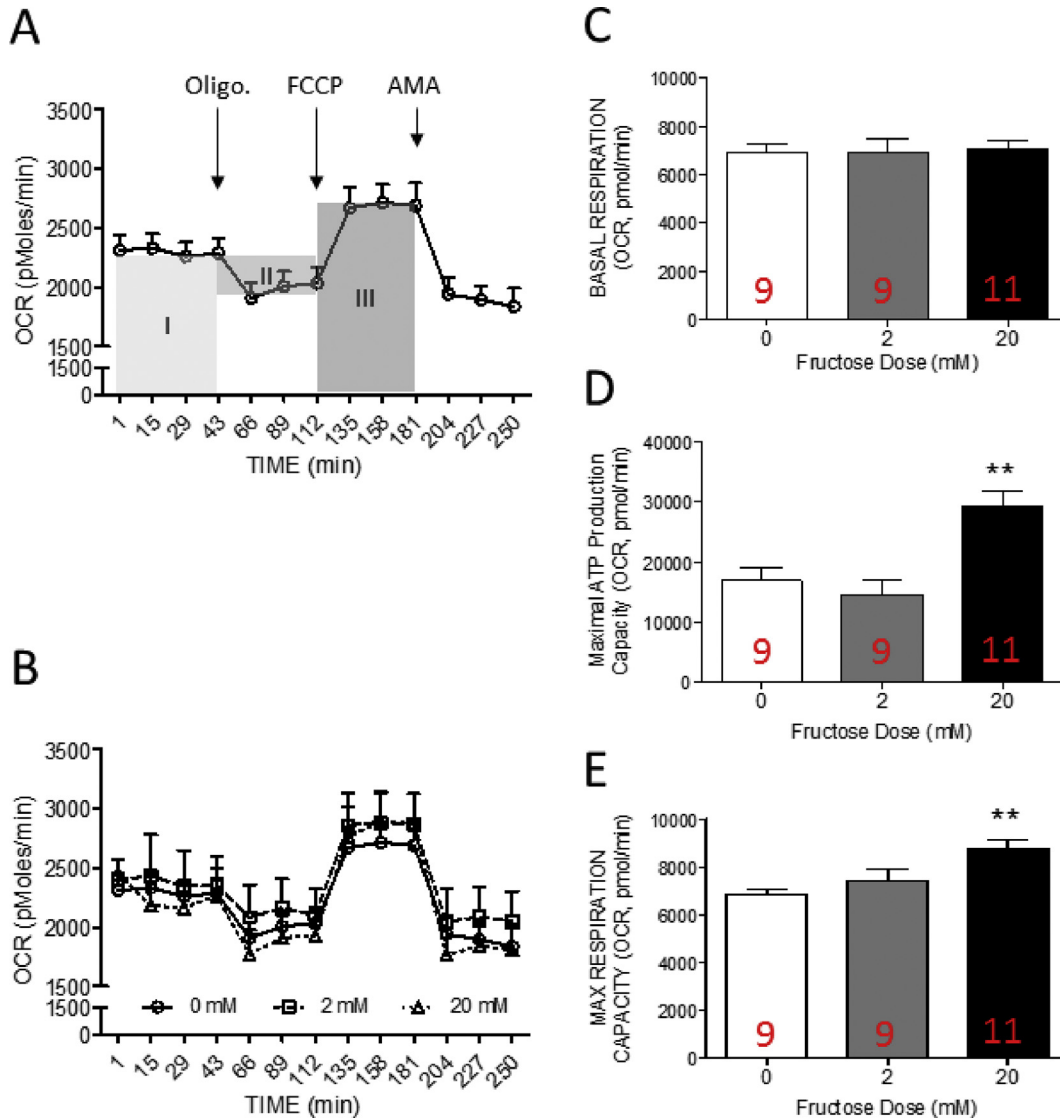 A
Oligo. FCCP AMA
OCR (pMoles/min)
3500
3000
2500
2000
1500
1500
0
I
II
III
1 15 29 43 66 89 112 135 158 181 204 227 250
TIME (min)
B
OCR (pMoles/min)
3500
3000
2500
2000
1500
1500
0
0 mM 2 mM 20 mM
1 15 29 43 66 89 112 135 158 181 204 227 250
TIME (min)
C
BASAL RESPIRATION
(OCR, pmol/min)
10000
8000
6000
4000
2000
0
9 9 11
0 2 20
Fructose Dose (mM)
D
Maximal ATP Production
Capacity (OCR, pmol/min)
40000
30000
20000
10000
0
**
9 9 11
0 2 20
Fructose Dose (mM)
E
MAX RESPIRATION
CAPACITY (OCR, pmol/min)
10000
8000
6000
4000
2000
0
**
9 9 11
0 2 20
Fructose Dose (mM)